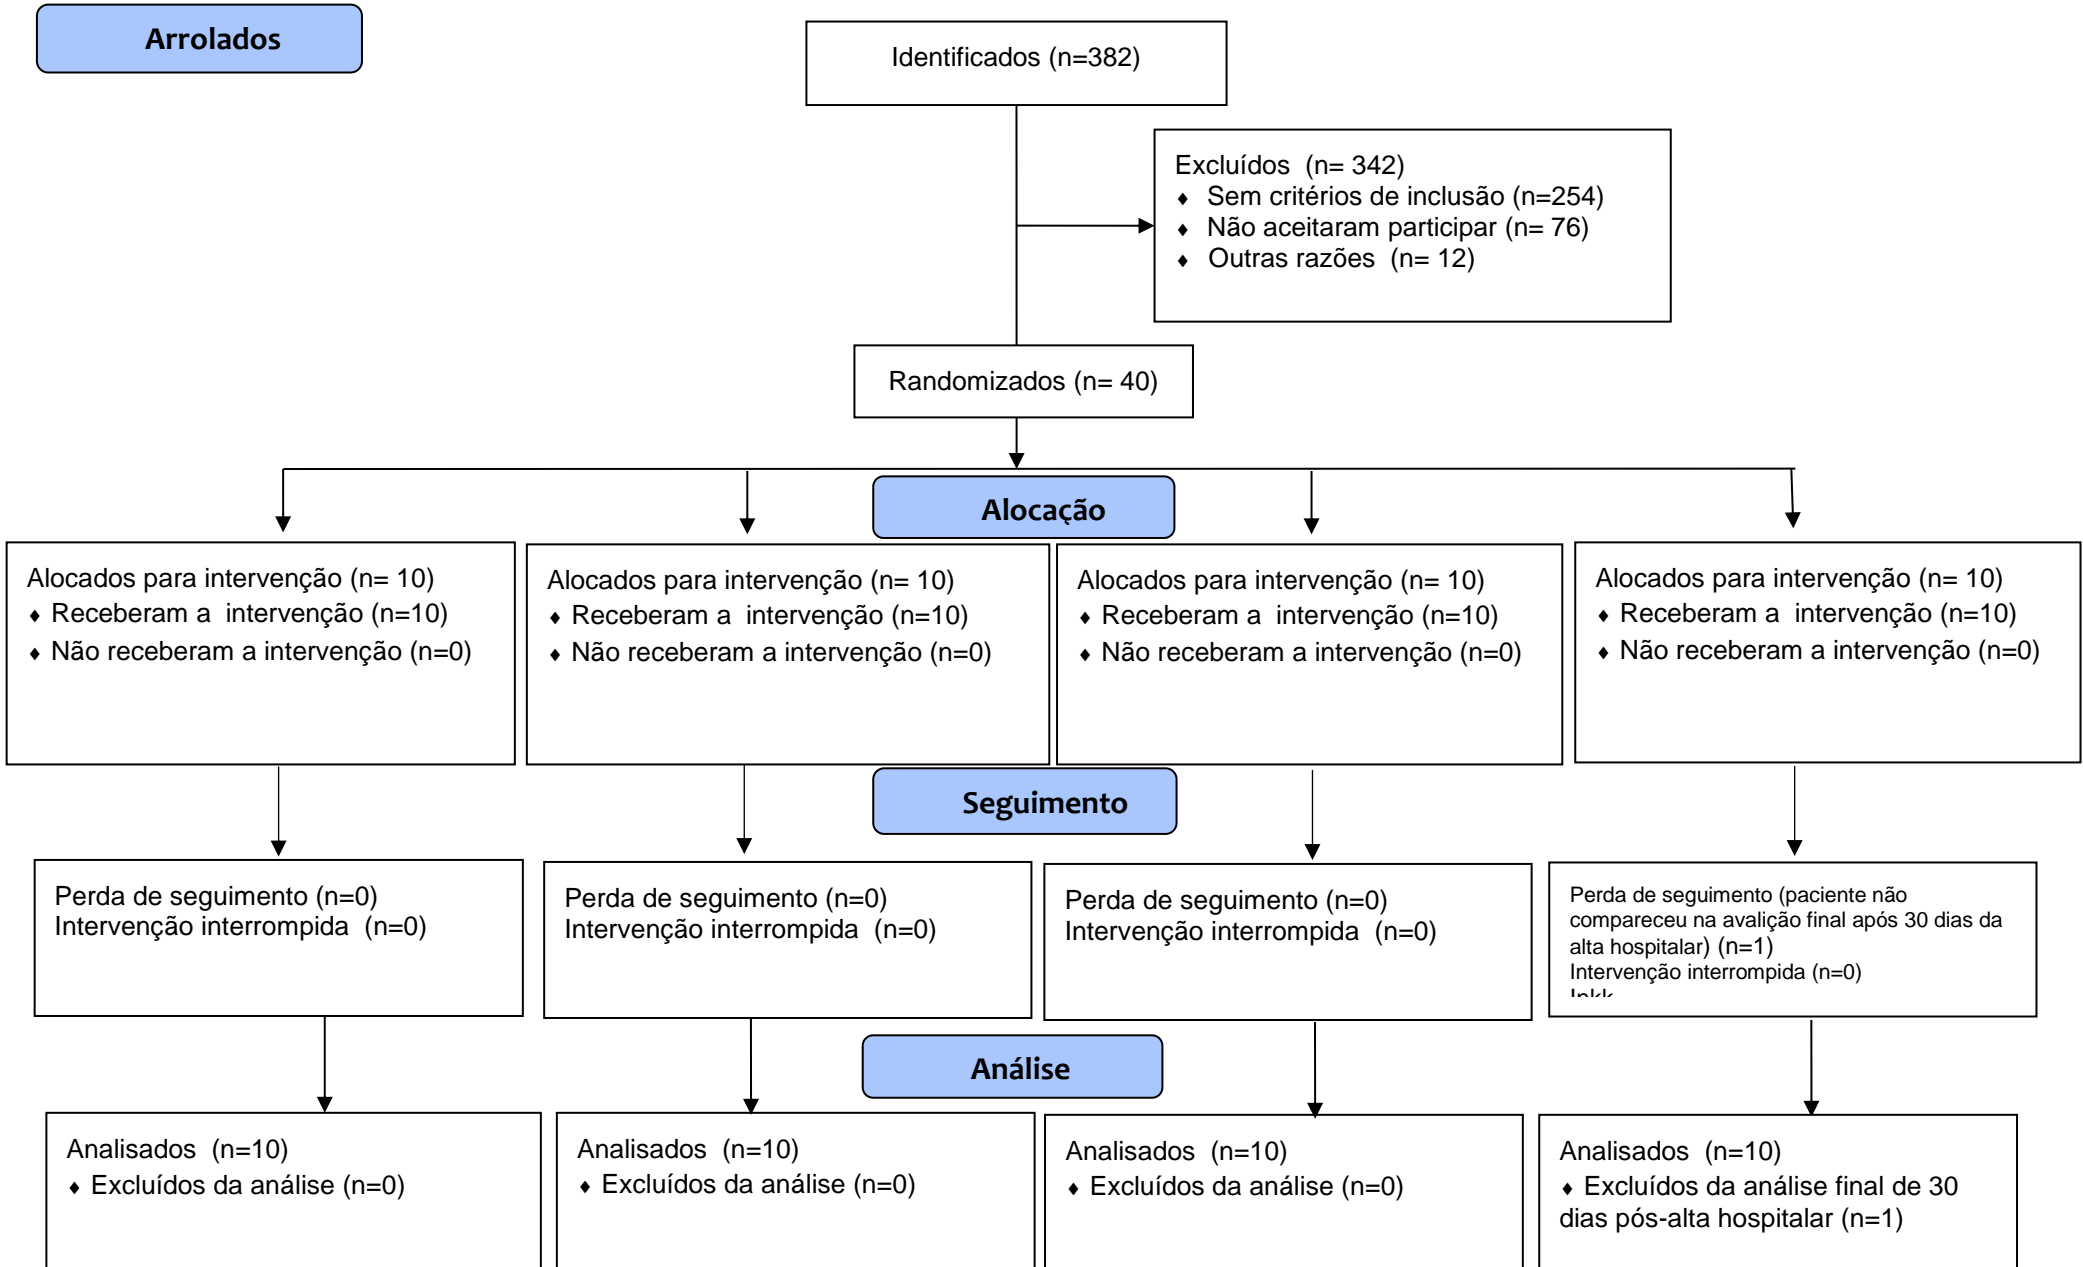 Arrolados
Identificados (n=382)
Excluídos  (n= 342)
♦ Sem critérios de inclusão (n=254)
♦ Não aceitaram participar (n= 76)
♦ Outras razões  (n= 12)
Randomizados (n= 40)
Alocação
Alocados para intervenção (n= 10)
♦ Receberam a  intervenção (n=10)
♦ Não receberam a intervenção (n=0)
Alocados para intervenção (n= 10)
♦ Receberam a  intervenção (n=10)
♦ Não receberam a intervenção (n=0)
Alocados para intervenção (n= 10)
♦ Receberam a  intervenção (n=10)
♦ Não receberam a intervenção (n=0)
Alocados para intervenção (n= 10)
♦ Receberam a  intervenção (n=10)
♦ Não receberam a intervenção (n=0)
Seguimento
Perda de seguimento (n=0)
Intervenção interrompida  (n=0)
Perda de seguimento (n=0)
Intervenção interrompida  (n=0)
Perda de seguimento (n=0)
Intervenção interrompida  (n=0)
Perda de seguimento (paciente não
compareceu na avalição final após 30 dias da
alta hospitalar) (n=1)
Intervenção interrompida (n=0)
Análise
Analisados  (n=10)
♦ Excluídos da análise (n=0)
Analisados  (n=10)
♦ Excluídos da análise (n=0)
Analisados  (n=10)
♦ Excluídos da análise (n=0)
Analisados  (n=10)
♦ Excluídos da análise final de 30
dias pós-alta hospitalar (n=1)